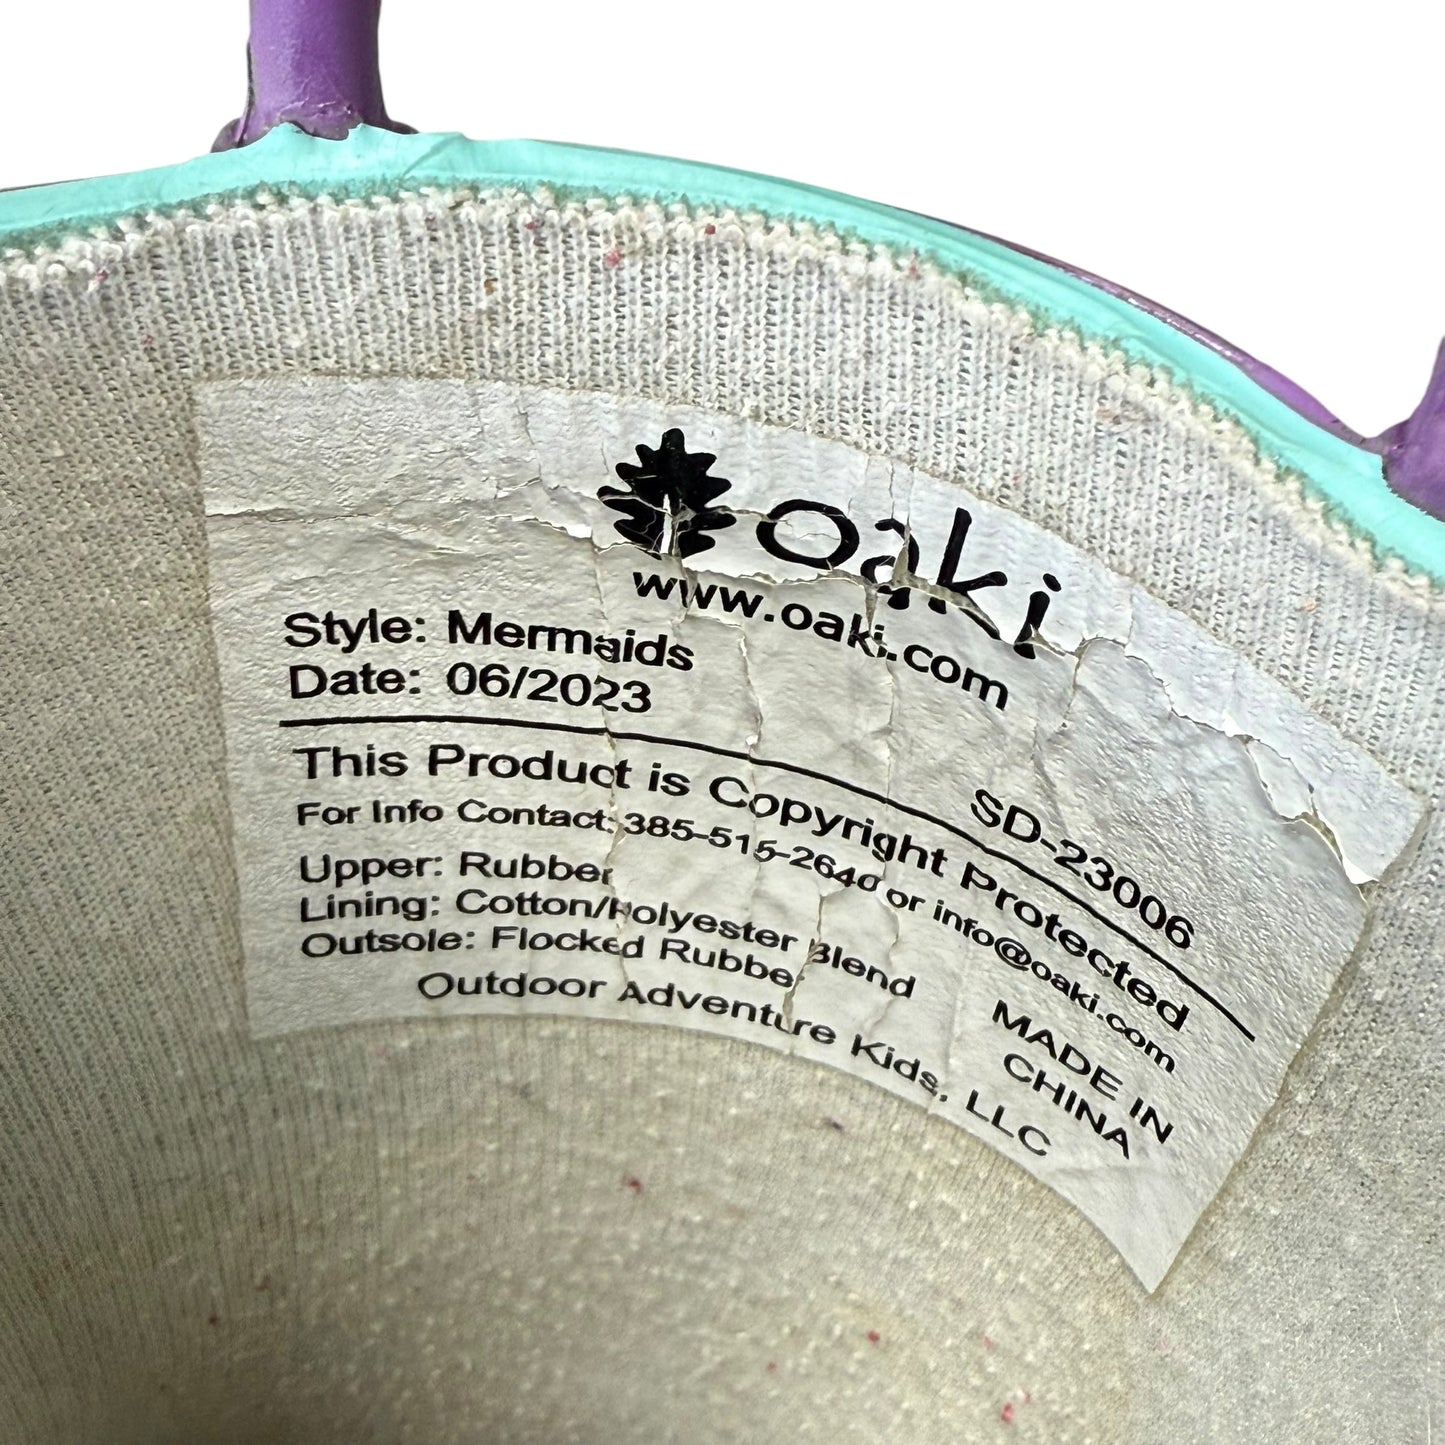 oaki
www.oaki.com
Style: Mermaids
Date: 06/2023
SD-23006
This Product is Copyright Protected
For Info Contact: 385-515-2640 or info@oaki.com
Upper: Rubber
Lining: Cotton/Polyester Blend
Outsole: Flocked Rubber
MADE IN
CHINA
Outdoor Adventure Kids, LLC